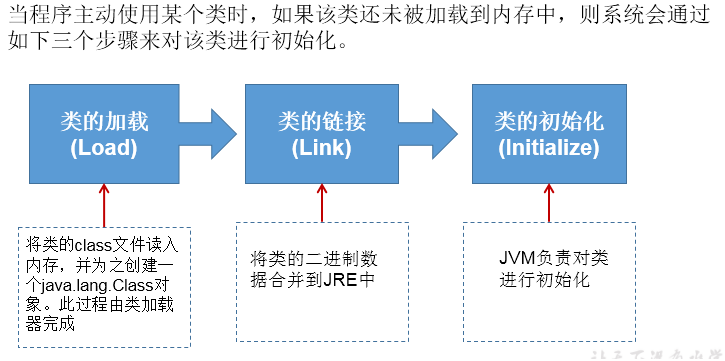 当程序主动使用某个类时，如果该类还未被加载到内存中，则系统会通过
如下三个步骤来对该类进行初始化。
类的加载
(Load)
类的链接
(Link)
类的初始化
(Initialize)
将类的class文件读入
内存，并为之创建一
个java.lang.Class对
象。此过程由类加载
器完成
将类的二进制数
据合并到JRE中
JVM负责对类
进行初始化